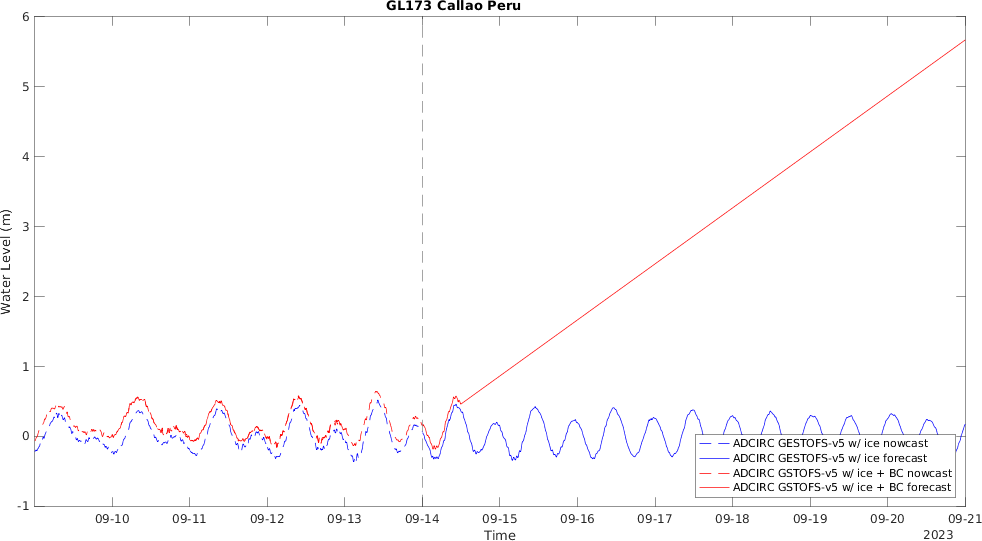 GL173 Callao Peru
Water Level (m)
6
5
4
3
2
1
0
-1
ADCIRC GESTOFS-v5 w/ ice nowcast
ADCIRC GESTOFS-v5 w/ ice forecast
ADCIRC GSTOFS-v5 w/ ice + BC nowcast
ADCIRC GSTOFS-v5 w/ ice + BC forecast
09-10 09-11 09-12 09-13 09-14 09-15 09-16 09-17 09-18 09-19 09-20 09-21
Time
2023